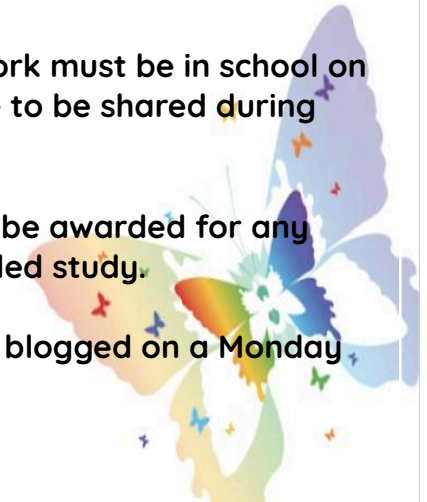 ork must be in school on
to be shared during
be awarded for any
led study.
blogged on a Monday